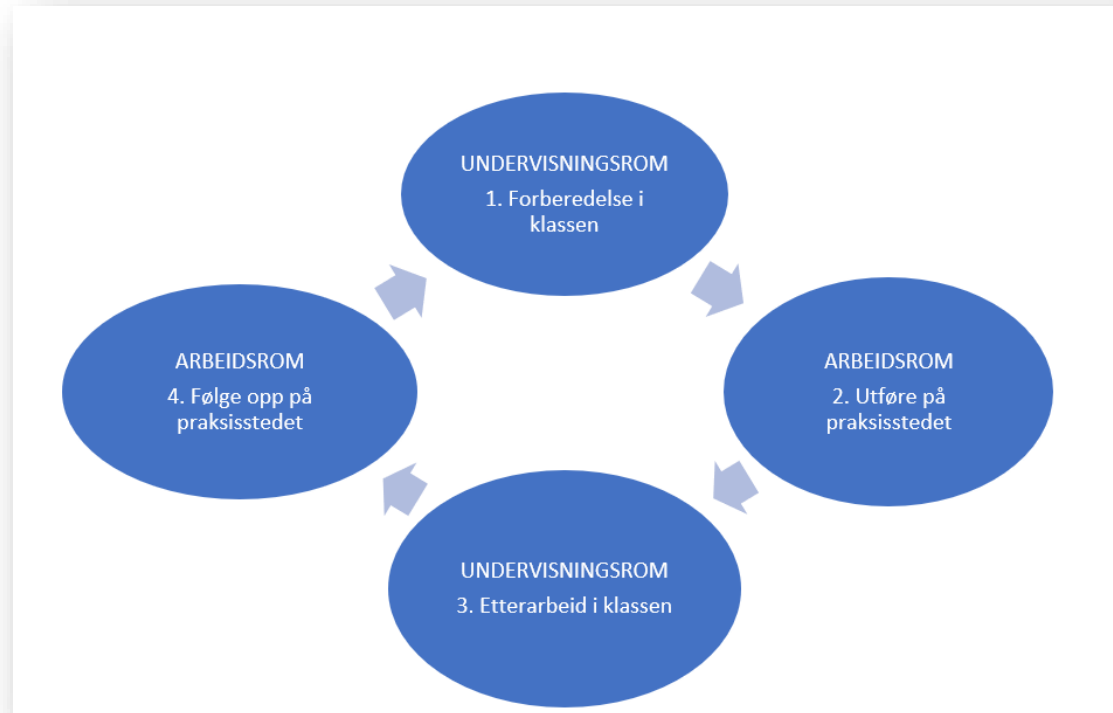 UNDERVISNINGSROM
1. Forberedelse i
klassen
ARBEIDSROM
2. Utføre på
praksisstedet
UNDERVISNINGSROM
3. Etterarbeid i klassen
ARBEIDSROM
4. Følge opp på
praksisstedet